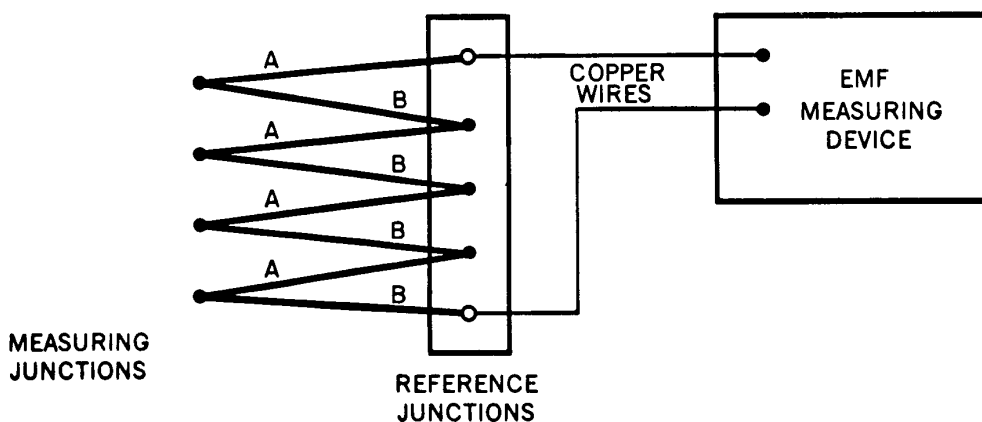 A
B
A
B
A
B
A
B
COPPER
WIRES
EMF
MEASURING
DEVICE
MEASURING
JUNCTIONS
REFERENCE
JUNCTIONS